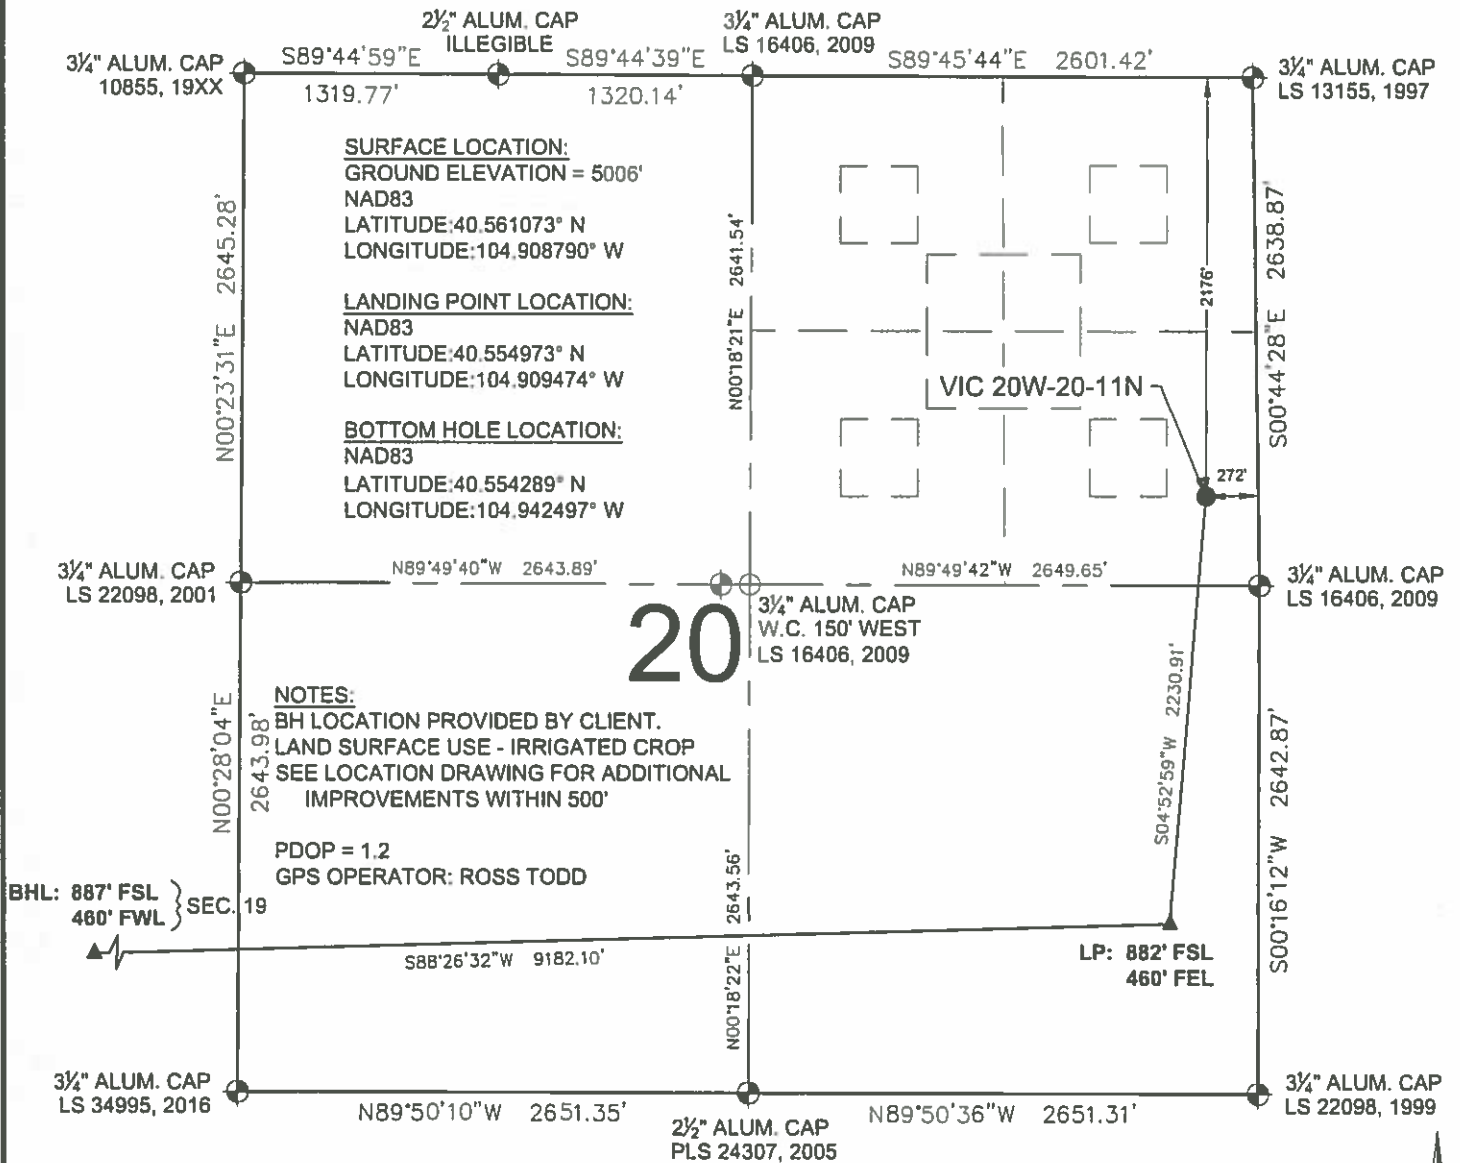 2½" ALUM. CAP
ILLEGIBLE
3¼" ALUM. CAP
LS 16406, 2009
3¼" ALUM. CAP
10855, 19XX
S89°44'59"E
1319.77'
S89°44'39"E
1320.14'
S89°45'44"E 2601.42'
3¼" ALUM. CAP
LS 13155, 1997
SURFACE LOCATION:
GROUND ELEVATION = 5006'
NAD83
LATITUDE:40.561073° N
LONGITUDE:104.908790° W
LANDING POINT LOCATION:
NAD83
LATITUDE:40.554973° N
LONGITUDE:104.909474° W
BOTTOM HOLE LOCATION:
NAD83
LATITUDE:40.554289° N
LONGITUDE:104.942497° W
N00°23'31"E 2645.28'
N00°18'21"E 2641.54'
2176'
S00°44'28"E 2638.87'
VIC 20W-20-11N
272'
3¼" ALUM. CAP
LS 22098, 2001
N89°49'40"W 2643.89'
N89°49'42"W 2649.65'
3¼" ALUM. CAP
LS 16406, 2009
20
3¼" ALUM. CAP
W.C. 150' WEST
LS 16406, 2009
NOTES:
BH LOCATION PROVIDED BY CLIENT.
LAND SURFACE USE - IRRIGATED CROP
SEE LOCATION DRAWING FOR ADDITIONAL
IMPROVEMENTS WITHIN 500'
PDOP = 1.2
GPS OPERATOR: ROSS TODD
N00°28'04"E
2643.98'
S04°52'59"W 2230.91'
S00°16'12"W 2642.87'
BHL: 887' FSL
460' FWL
SEC. 19
S88°26'32"W 9182.10'
N00°18'22"E 2643.56'
LP: 882' FSL
460' FEL
3¼" ALUM. CAP
LS 34995, 2016
N89°50'10"W 2651.35'
2½" ALUM. CAP
PLS 24307, 2005
N89°50'36"W 2651.31'
3¼" ALUM. CAP
LS 22098, 1999